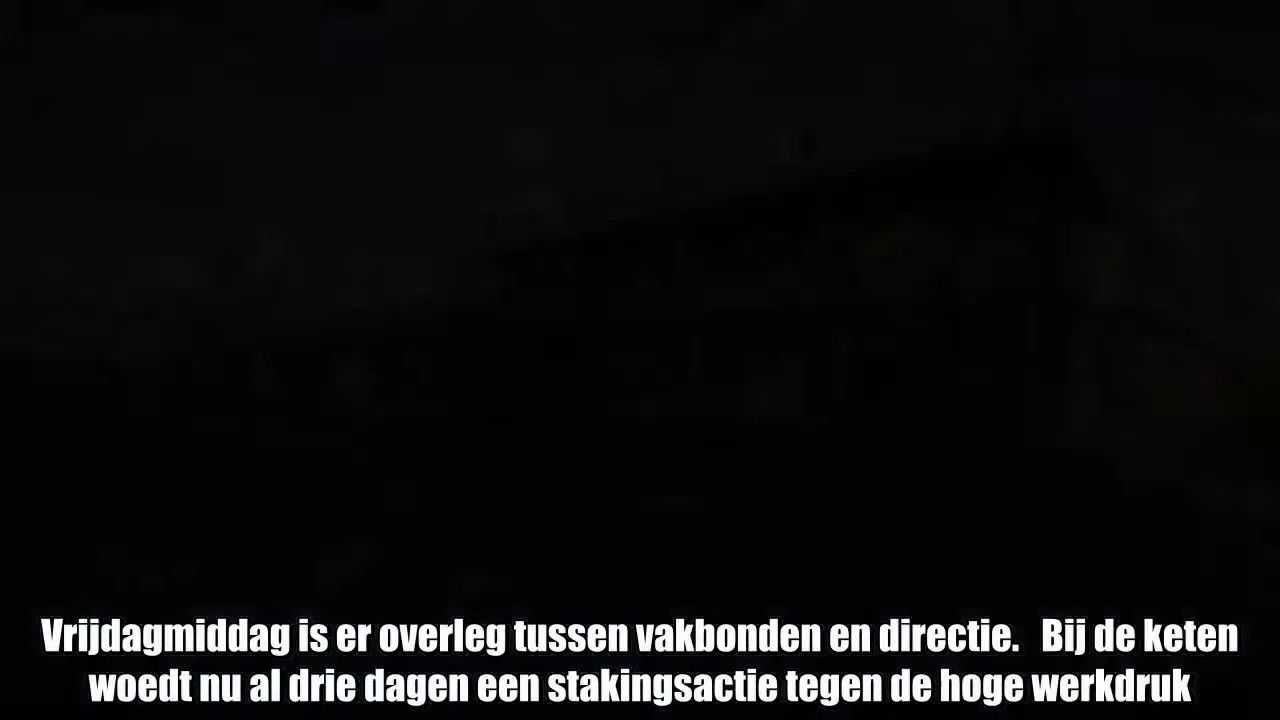 Vrijdagmiddag is er overleg tussen vakbonden en directie. Bij de keten
woedt nu al drie dagen een stakingsactie tegen de hoge werkdruk